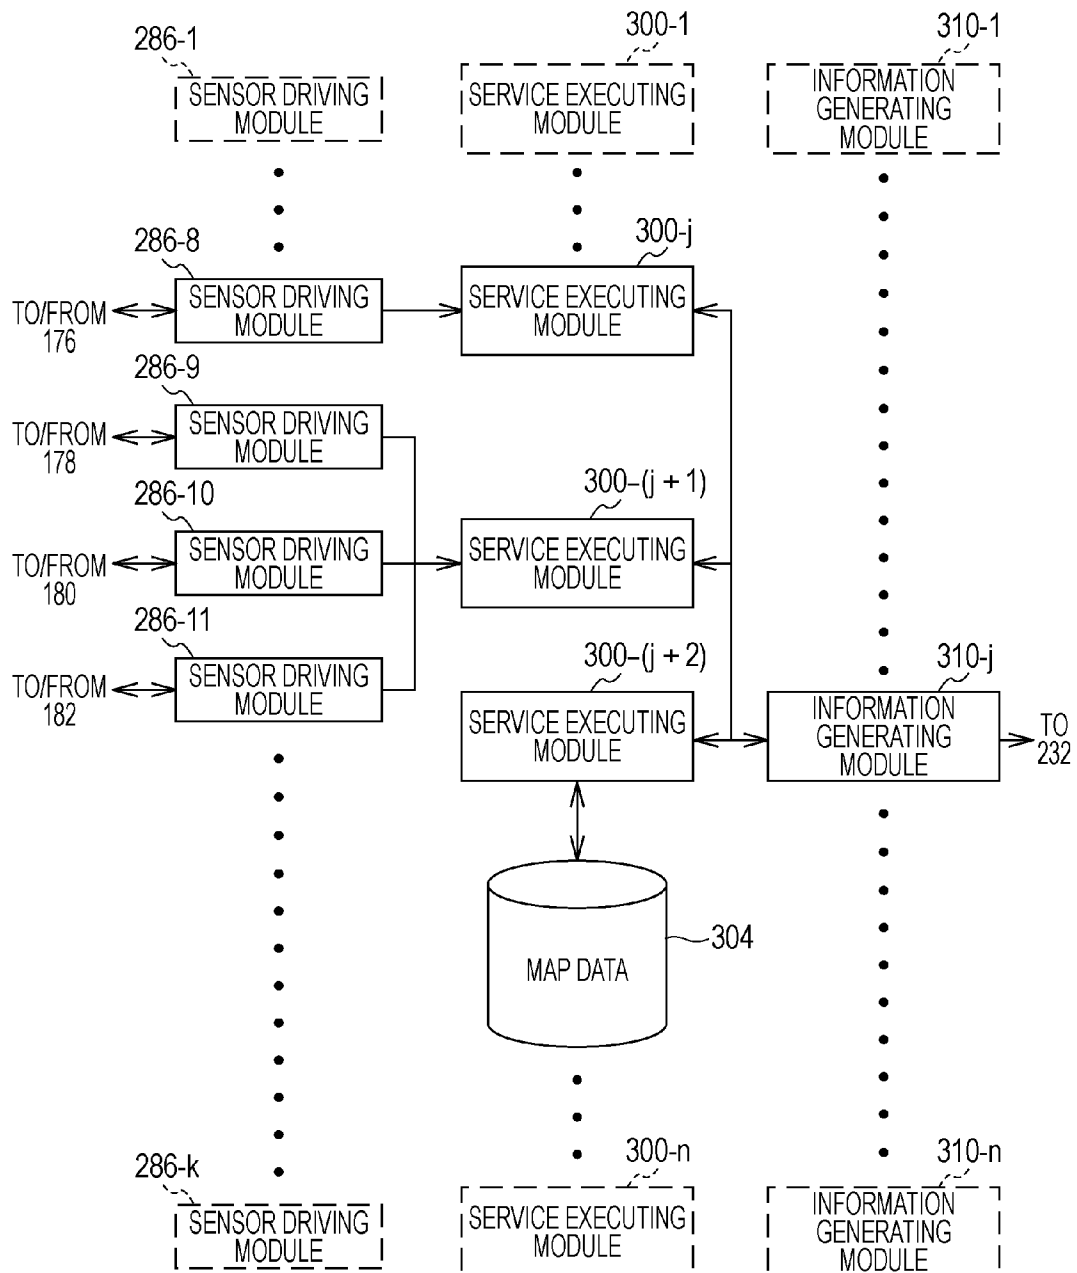 286-1
SENSOR DRIVING
MODULE
300-1
SERVICE EXECUTING
MODULE
310-1
INFORMATION
GENERATING
MODULE
286-8
SENSOR DRIVING
MODULE
TO/FROM
176
300-j
SERVICE EXECUTING
MODULE
286-9
SENSOR DRIVING
MODULE
TO/FROM
178
286-10
SENSOR DRIVING
MODULE
TO/FROM
180
300-(j + 1)
SERVICE EXECUTING
MODULE
286-11
SENSOR DRIVING
MODULE
TO/FROM
182
300-(j + 2)
SERVICE EXECUTING
MODULE
310-j
INFORMATION
GENERATING
MODULE
TO
232
304
MAP DATA
286-k
SENSOR DRIVING
MODULE
300-n
SERVICE EXECUTING
MODULE
310-n
INFORMATION
GENERATING
MODULE